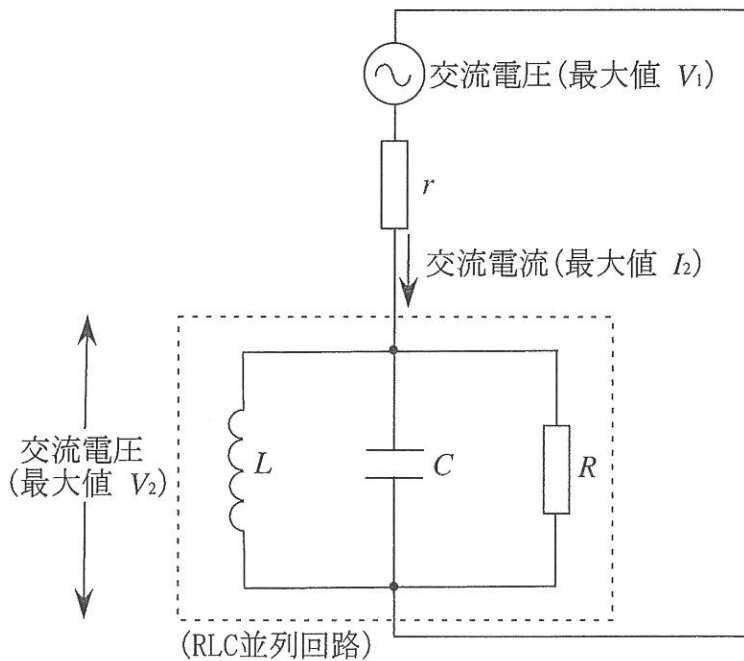 交流電圧(最大値 V₁)
r
交流電流(最大値 I₂)
交流電圧
(最大値 V₂)
L
C
R
(RLC並列回路)